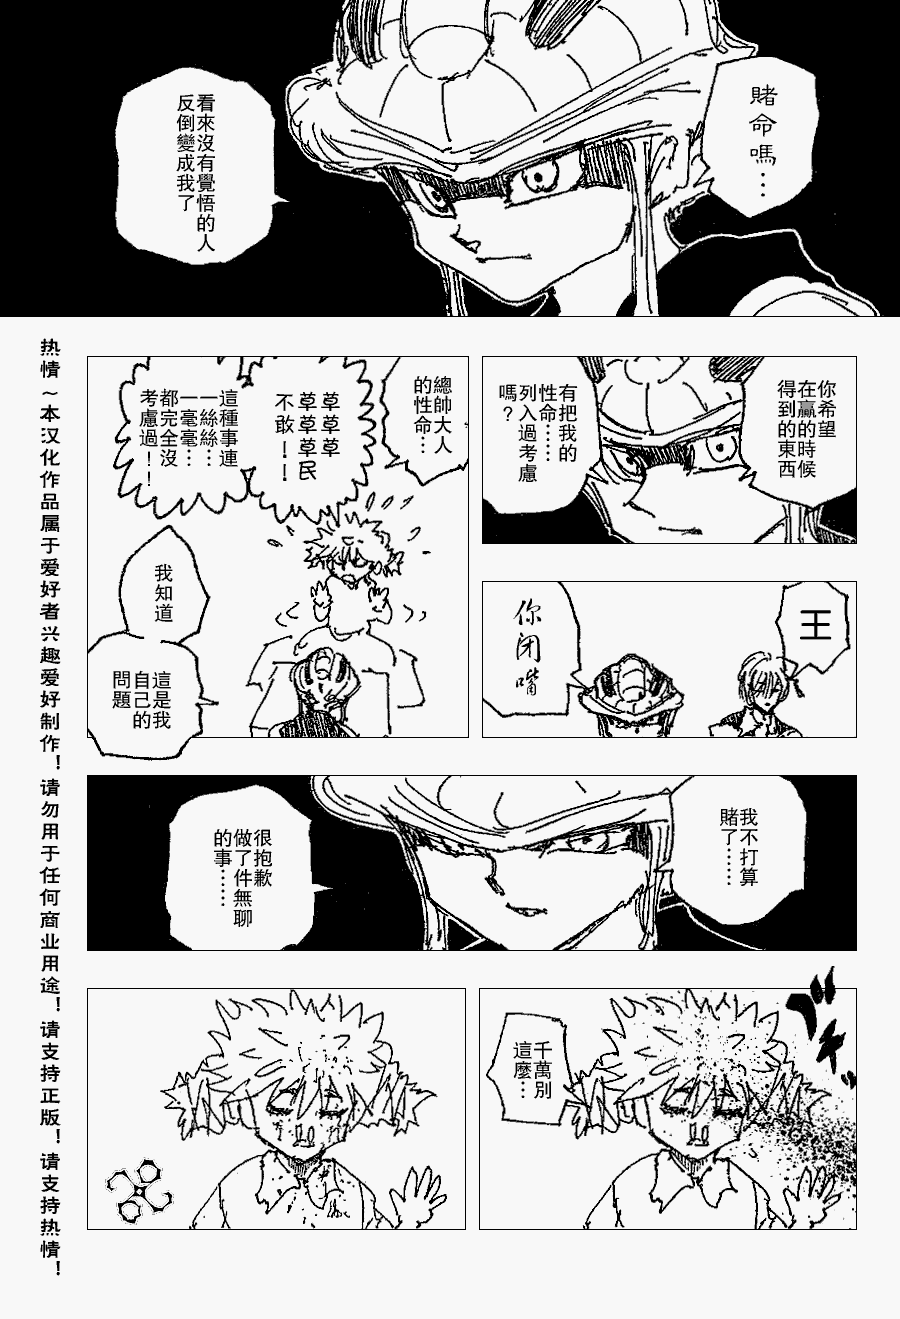 賭命嗎…
看來沒有覺悟的人
反倒變成我了
你希望
在贏的時候
得到的東西
有把我的
性命……
列入過考慮
嗎？
王
你閉嘴
總帥大人
的性命…
草草草
草草草民
不敢！！
這種事連
一絲絲…
一毫毫…
都完全沒
考慮過！！
我知道
這是我
自己的
問題
我不打算
賭了……
很抱歉
做了件無聊
的事……
千萬別
這麼…
热情～本汉化作品属于爱好者兴趣爱好制作！请勿用于任何商业用途！请支持正版！请支持热情！